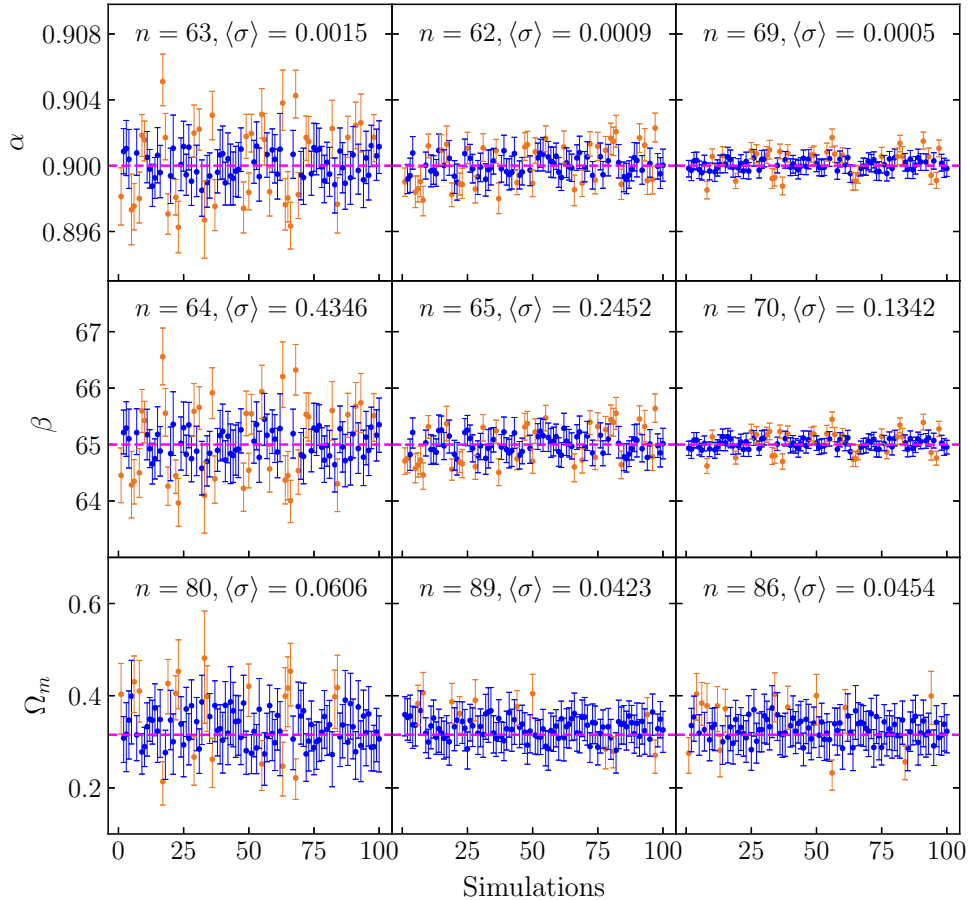 0.908
0.904
0.900
0.896
α
n = 63, ⟨σ⟩ = 0.0015
n = 62, ⟨σ⟩ = 0.0009
n = 69, ⟨σ⟩ = 0.0005
67
66
65
64
β
n = 64, ⟨σ⟩ = 0.4346
n = 65, ⟨σ⟩ = 0.2452
n = 70, ⟨σ⟩ = 0.1342
0.6
0.4
0.2
Ωₘ
n = 80, ⟨σ⟩ = 0.0606
n = 89, ⟨σ⟩ = 0.0423
n = 86, ⟨σ⟩ = 0.0454
0 25 50 75 100
0 25 50 75 100
0 25 50 75 100
Simulations